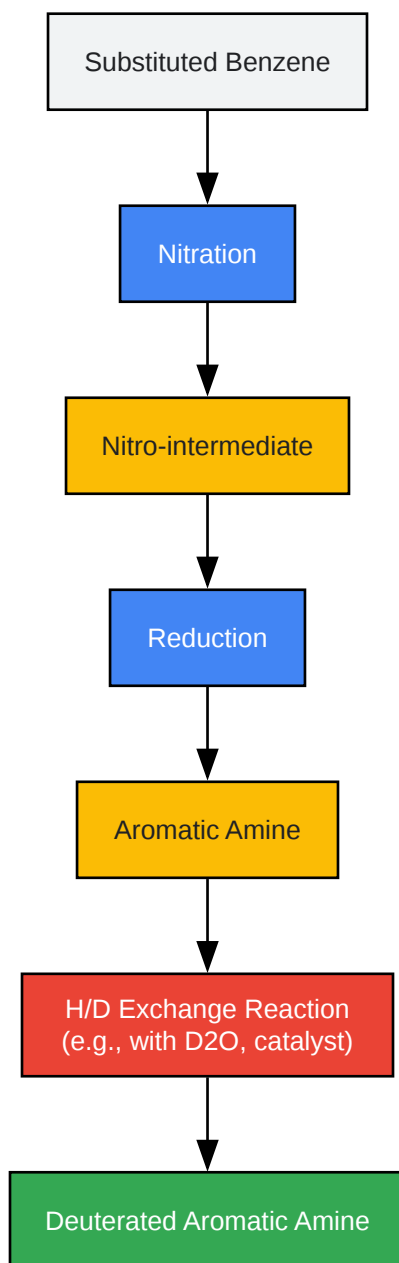 Substituted Benzene
Nitration
Nitro-intermediate
Reduction
Aromatic Amine
H/D Exchange Reaction
(e.g., with D2O, catalyst)
Deuterated Aromatic Amine